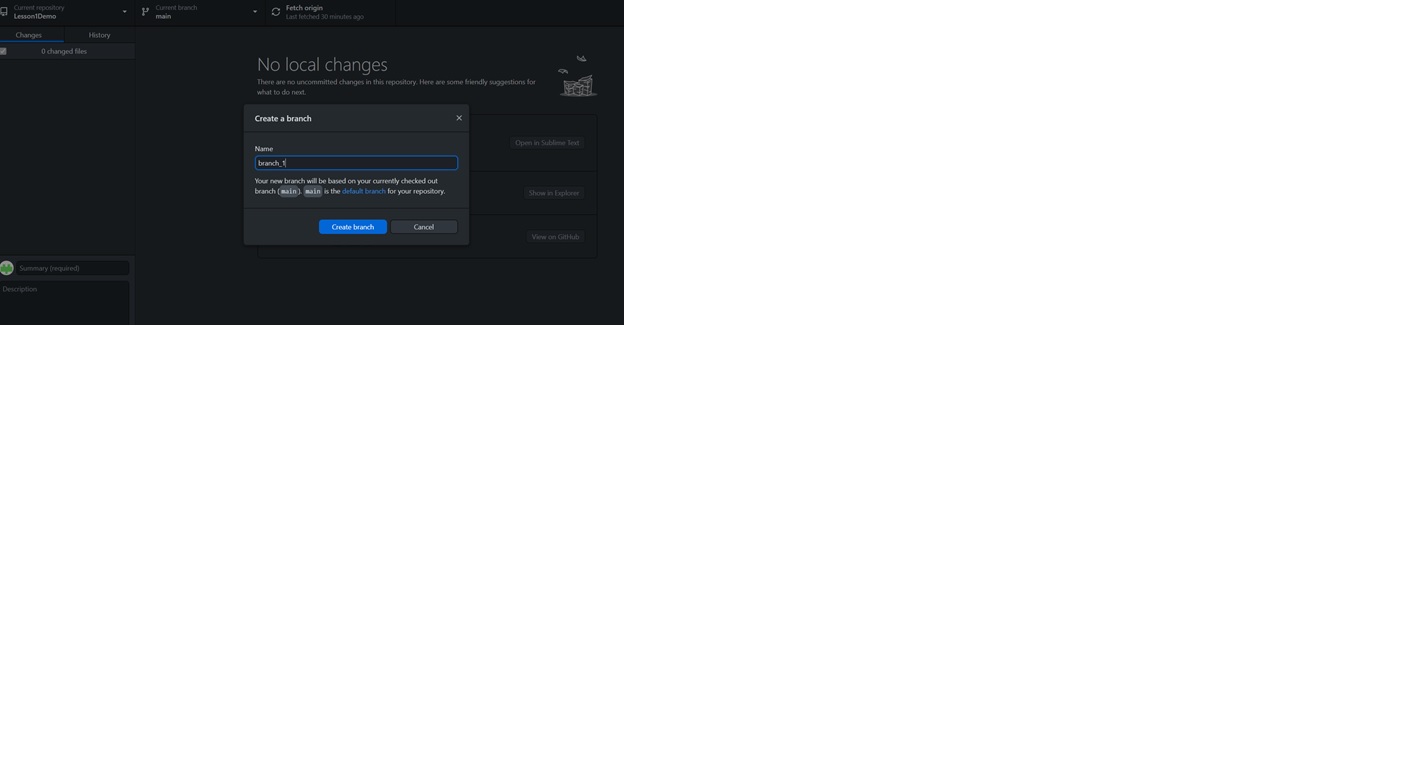 Current repository
Lesson1Demo
Current branch
main
Fetch origin
Last fetched 30 minutes ago
Changes
History
0 changed files
No local changes
There are no uncommitted changes in this repository. Here are some friendly suggestions for
what to do next.
Create a branch
Open in Sublime Text
Name
branch_1
Your new branch will be based on your currently checked out
branch (main). main is the default branch for your repository.
Show in Explorer
Create branch
Cancel
View on GitHub
Summary (required)
Description